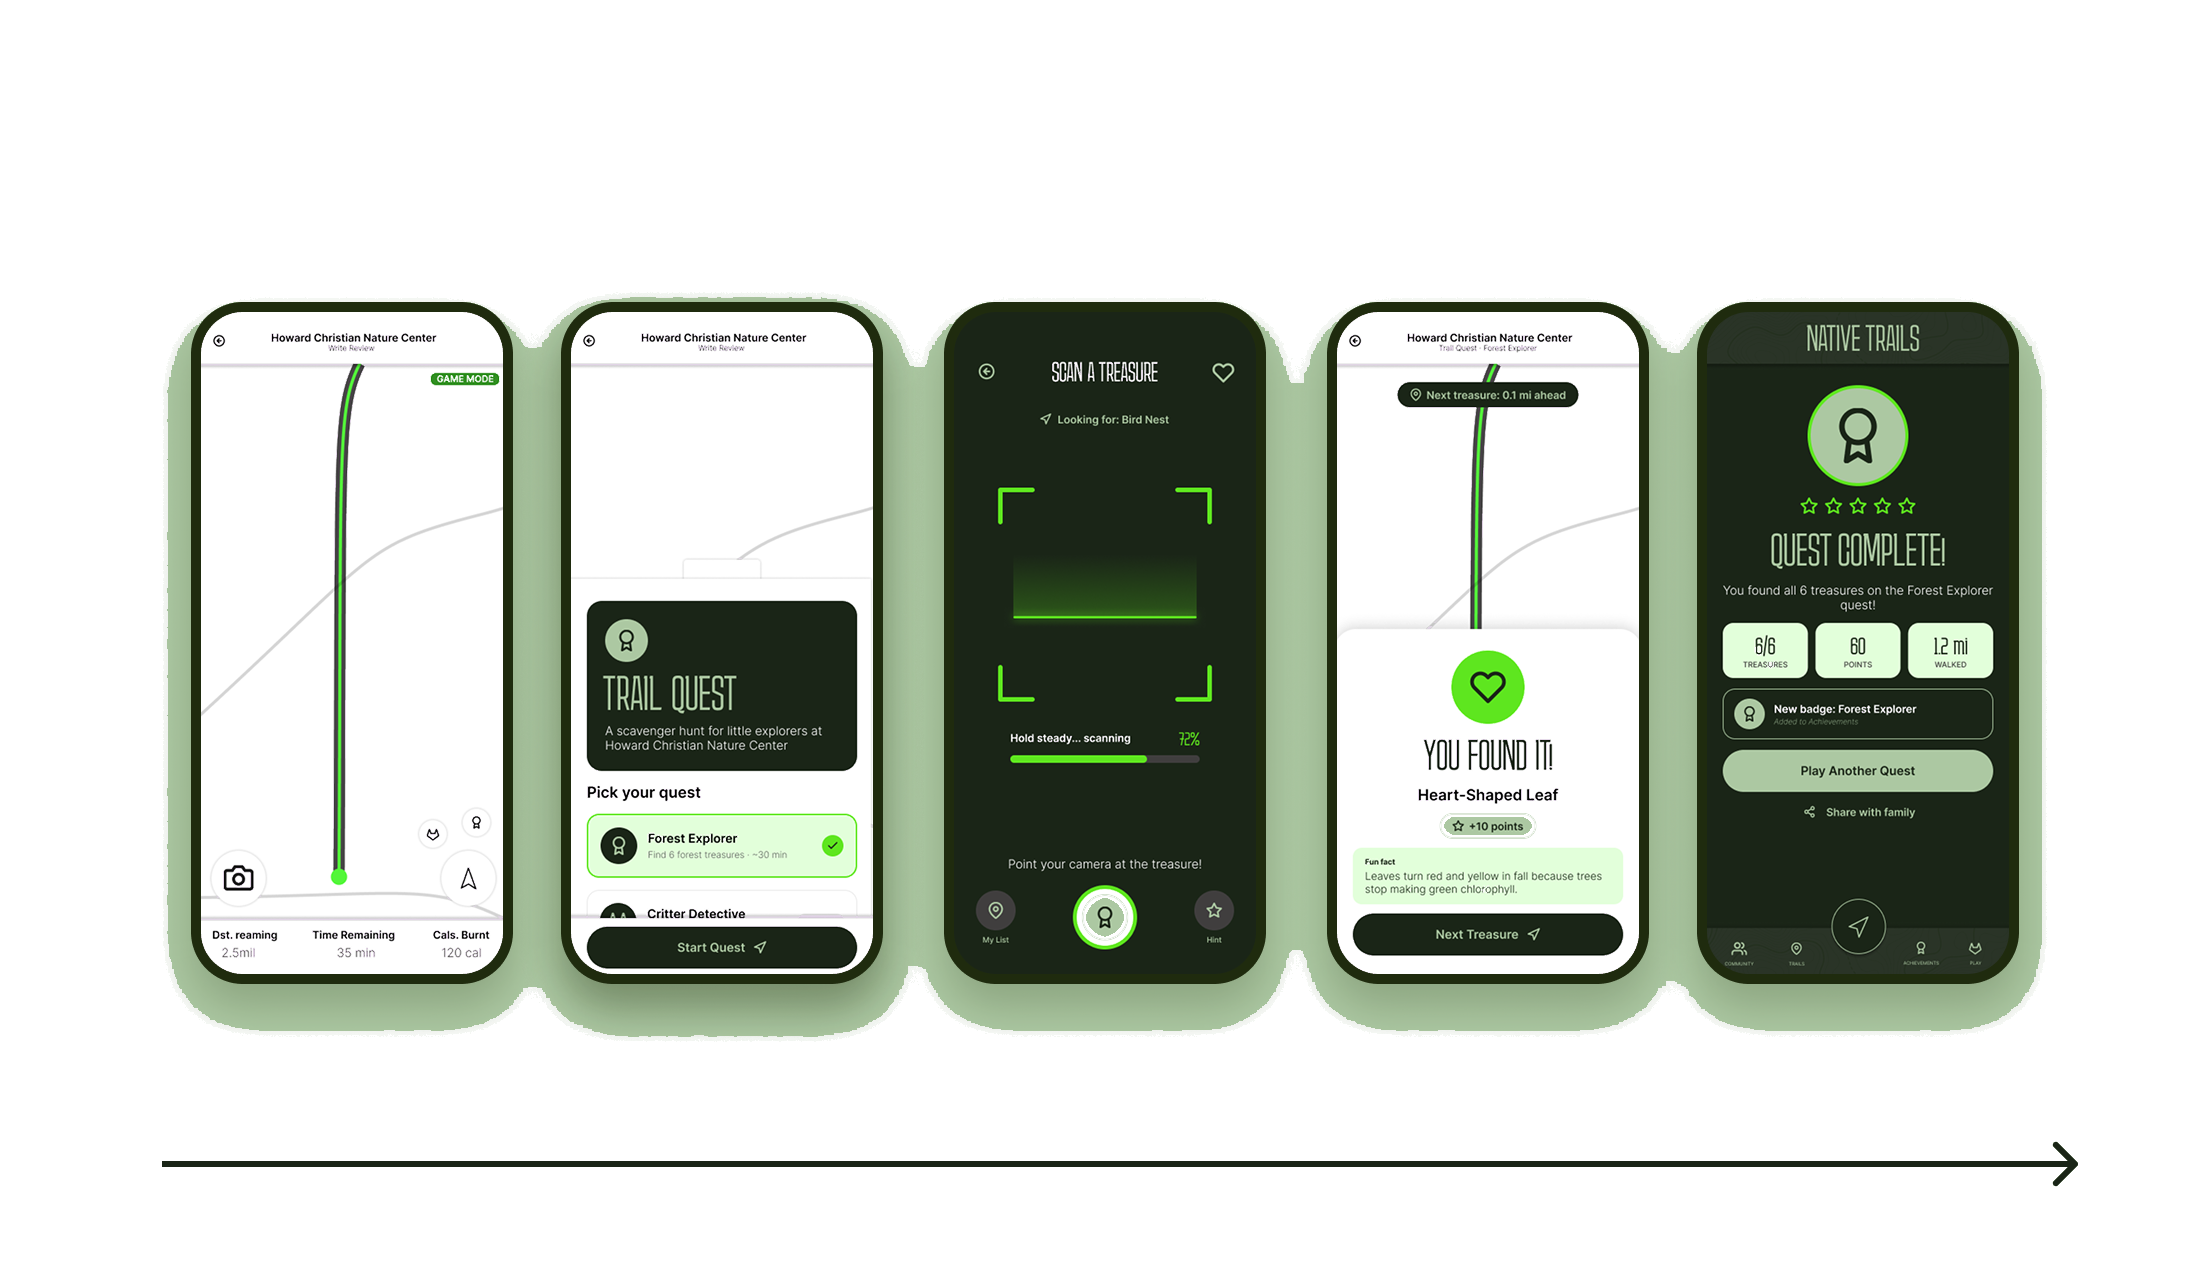 Howard Christian Nature Center
Write Review
GAME MODE
Dst. reaming
Time Remaining
Cals. Burnt
2.5mil
35 min
120 cal
Howard Christian Nature Center
Write Review
TRAIL QUEST
A scavenger hunt for little explorers at
Howard Christian Nature Center
Pick your quest
Forest Explorer
Find 6 forest treasures · ~30 min
Critter Detective
Start Quest
SCAN A TREASURE
Looking for: Bird Nest
Hold steady... scanning
72%
Point your camera at the treasure!
My List
Hint
Howard Christian Nature Center
Trail Quest · Forest Explorer
Next treasure: 0.1 mi ahead
YOU FOUND IT!
Heart-Shaped Leaf
+10 points
Fun fact
Leaves turn red and yellow in fall because trees
stop making green chlorophyll.
Next Treasure
NATIVE TRAILS
QUEST COMPLETE!
You found all 6 treasures on the Forest Explorer
quest!
6/6
TREASURES
60
POINTS
1.2 mi
WALKED
New badge: Forest Explorer
Added to Achievements
Play Another Quest
Share with family
COMMUNITY
TRAILS
ACHIEVEMENTS
PLAY